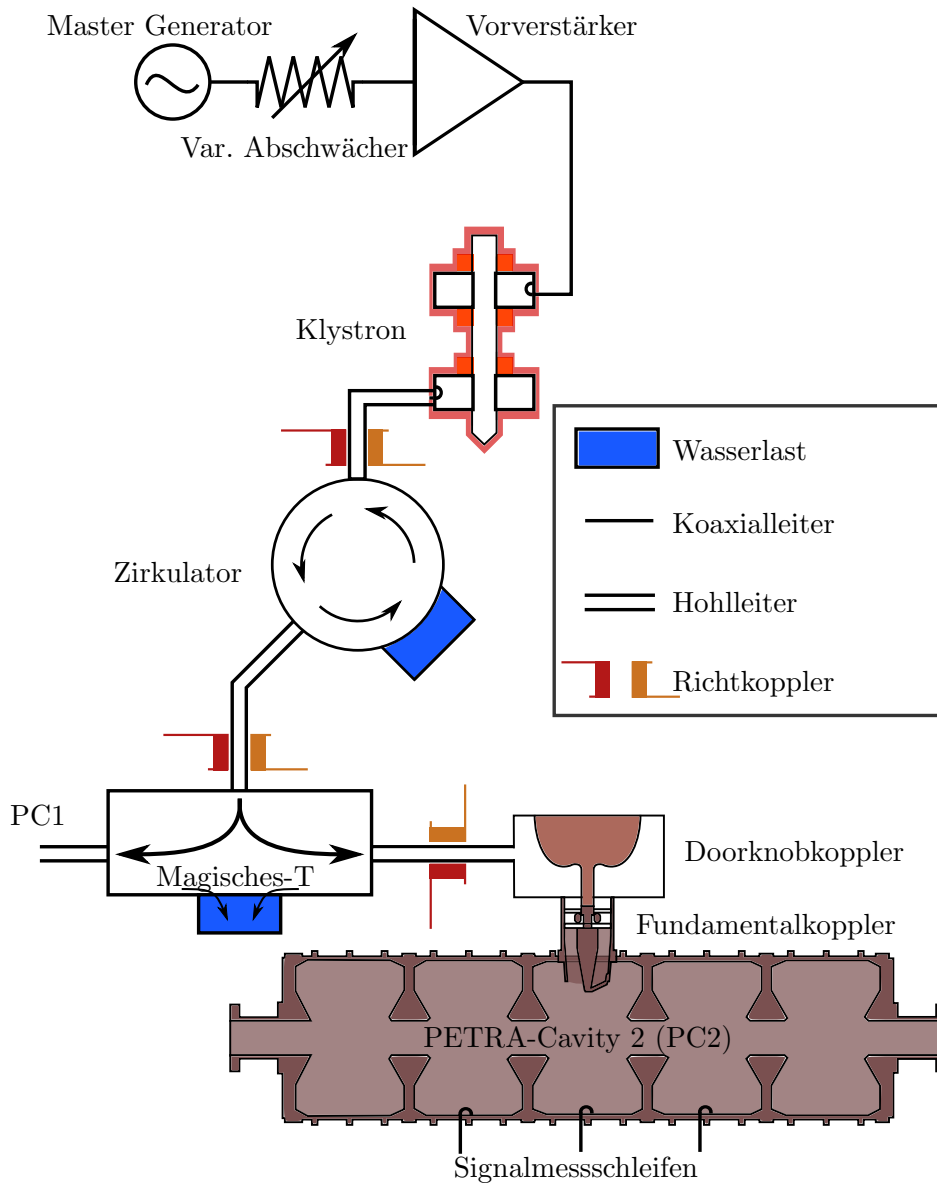 Master Generator
Vorverstärker
Var. Abschwächer
Klystron
Wasserlast
Koaxialleiter
Zirkulator
Hohlleiter
Richtkoppler
PC1
Doorknobkoppler
Magisches-T
Fundamentalkoppler
PETRA-Cavity 2 (PC2)
Signalmessschleifen